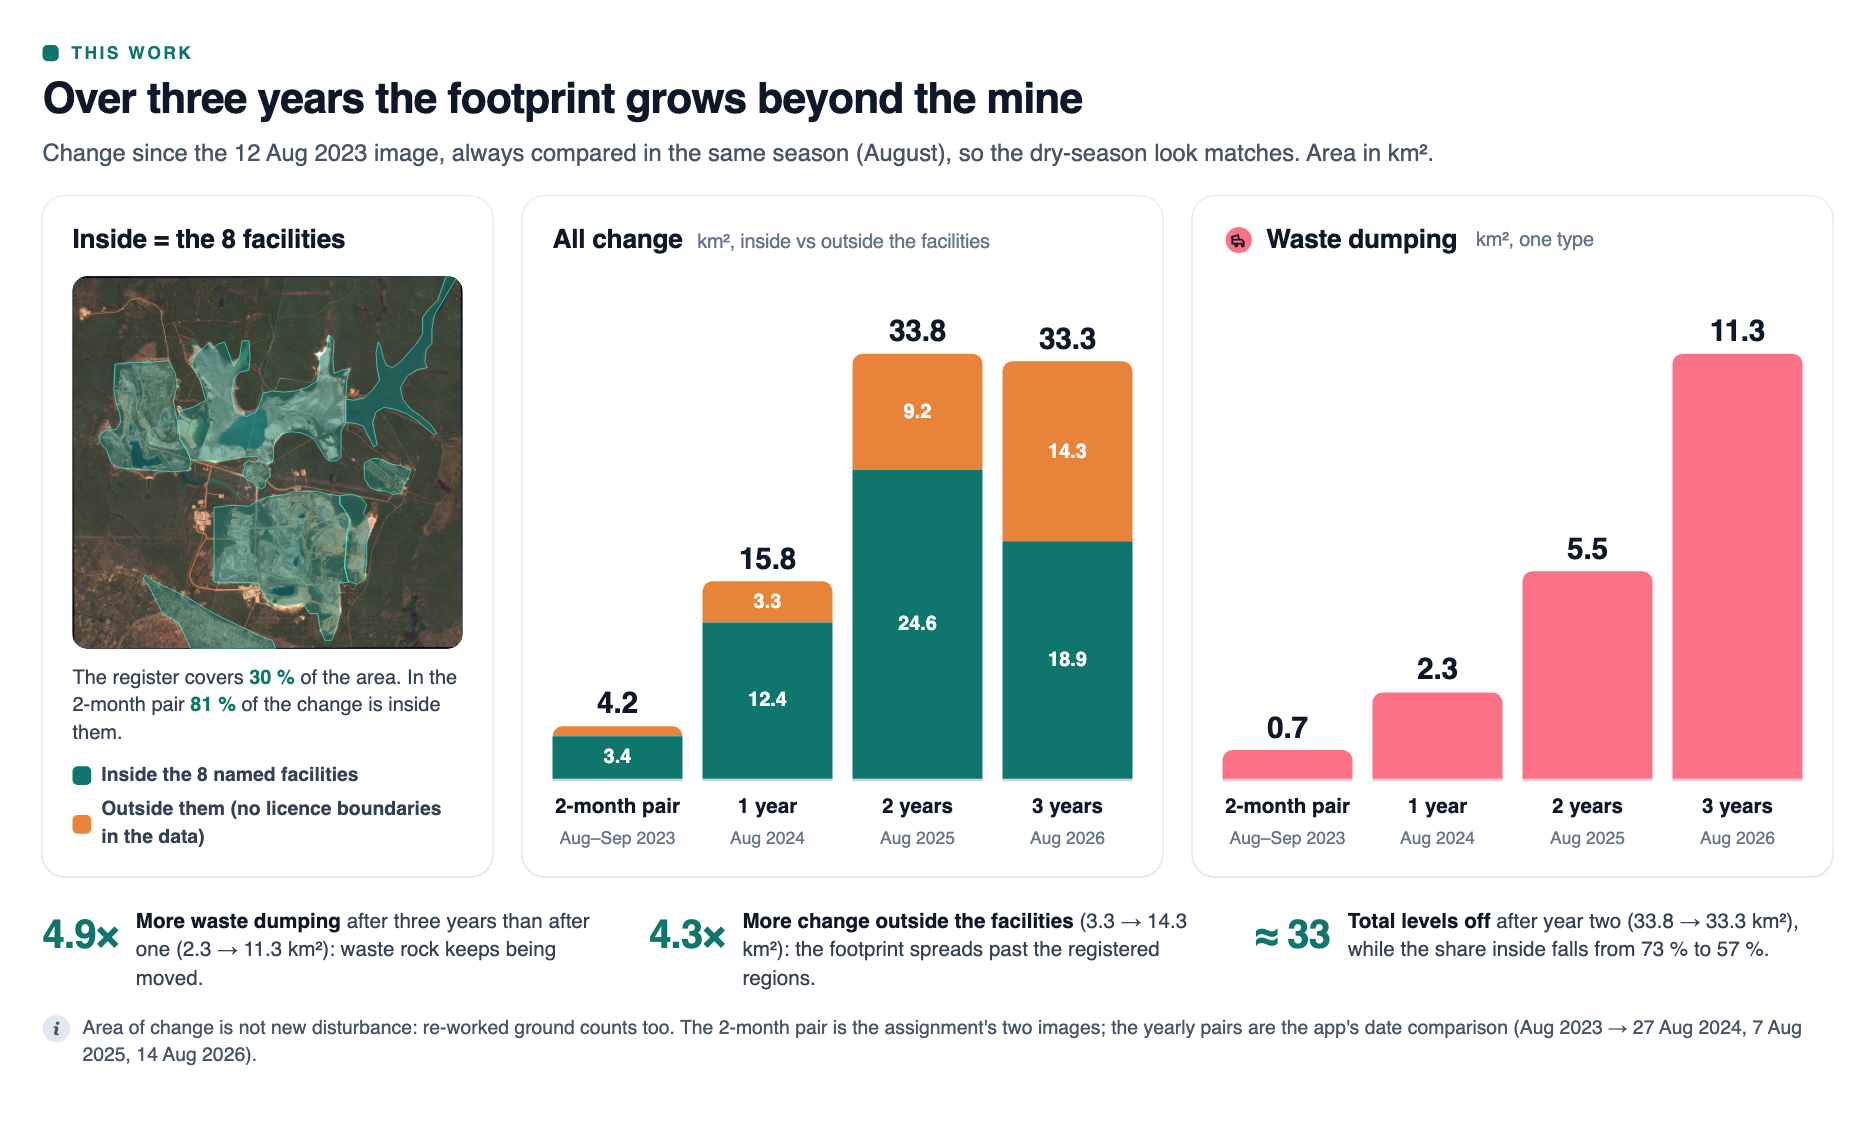 THIS WORK
Over three years the footprint grows beyond the mine
Change since the 12 Aug 2023 image, always compared in the same season (August), so the dry-season look matches. Area in km².
Inside = the 8 facilities
The register covers 30 % of the area. In the
2-month pair 81 % of the change is inside
them.
Inside the 8 named facilities
Outside them (no licence boundaries
in the data)
All change km², inside vs outside the facilities
4.2
3.4
15.8
3.3
12.4
33.8
9.2
24.6
33.3
14.3
18.9
2-month pair 1 year 2 years 3 years
Aug–Sep 2023 Aug 2024 Aug 2025 Aug 2026
Waste dumping km², one type
0.7
2.3
5.5
11.3
2-month pair 1 year 2 years 3 years
Aug–Sep 2023 Aug 2024 Aug 2025 Aug 2026
4.9×
More waste dumping after three years than after
one (2.3 → 11.3 km²): waste rock keeps being
moved.
4.3×
More change outside the facilities (3.3 → 14.3
km²): the footprint spreads past the registered
regions.
≈ 33
Total levels off after year two (33.8 → 33.3 km²),
while the share inside falls from 73 % to 57 %.
i
Area of change is not new disturbance: re-worked ground counts too. The 2-month pair is the assignment's two images; the yearly pairs are the app's date comparison (Aug 2023 → 27 Aug 2024, 7 Aug
2025, 14 Aug 2026).